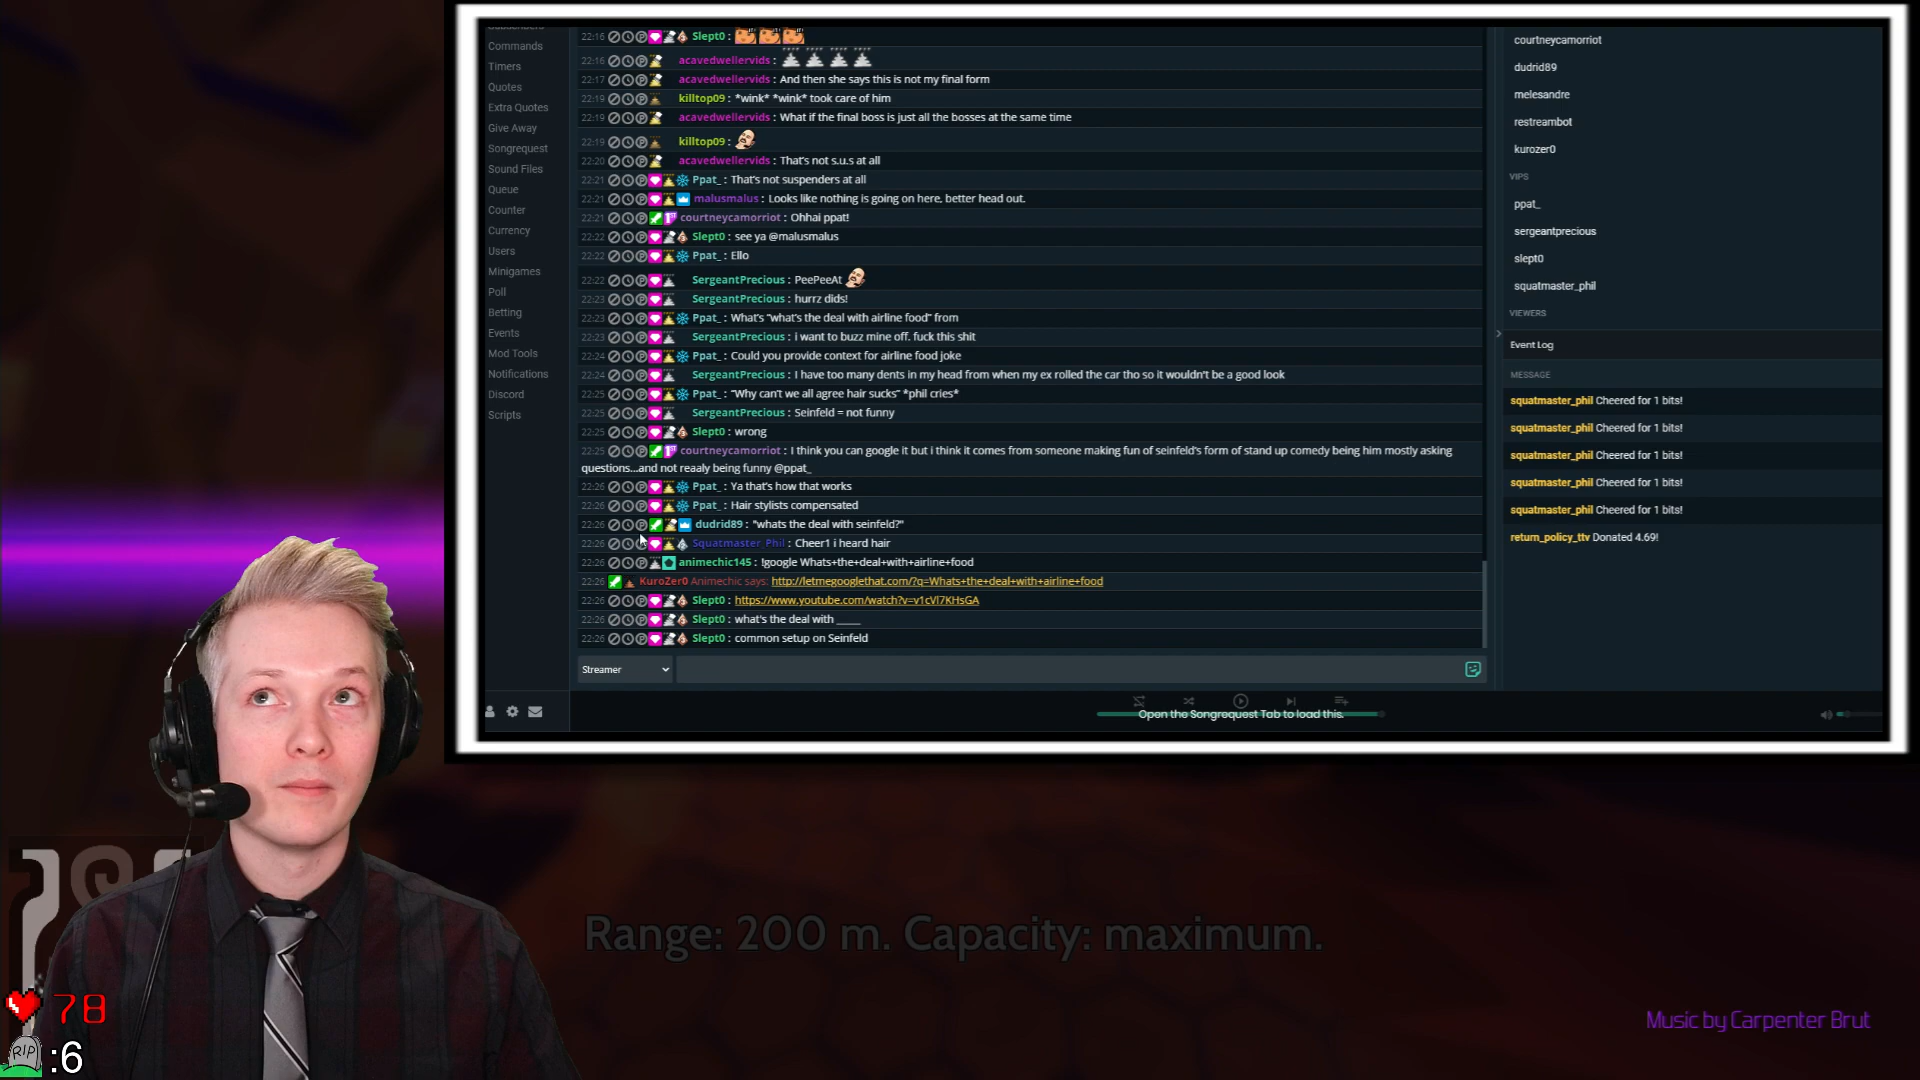 Commands
Timers
Quotes
Extra Quotes
Give Away
Songrequest
Sound Files
Queue
Counter
Currency
Users
Minigames
Poll
Betting
Events
Mod Tools
Notifications
Discord
Scripts
22:16 Slept0 :
22:16 acavedwellervids :
22:17 acavedwellervids : And then she says this is not my final form
22:19 killtop09 : *wink* *wink* took care of him
22:19 acavedwellervids : What if the final boss is just all the bosses at the same time
22:19 killtop09 :
22:20 acavedwellervids : That's not s.u.s at all
22:21 Ppat_ : That's not suspenders at all
22:21 malusmalus : Looks like nothing is going on here, better head out.
22:21 courtneycamorriot : Ohhai ppat!
22:22 Slept0 : see ya @malusmalus
22:22 Ppat_ : Ello
22:22 SergeantPrecious : PeePeeAt
22:23 SergeantPrecious : hurrz dids!
22:23 Ppat_ : What's "what's the deal with airline food" from
22:23 SergeantPrecious : i want to buzz mine off. fuck this shit
22:24 Ppat_ : Could you provide context for airline food joke
22:24 SergeantPrecious : I have too many dents in my head from when my ex rolled the car tho so it wouldn't be a good look
22:25 Ppat_ : "Why can't we all agree hair sucks" *phil cries*
22:25 SergeantPrecious : Seinfeld = not funny
22:25 Slept0 : wrong
22:25 courtneycamorriot : I think you can google it but i think it comes from someone making fun of seinfeld's form of stand up comedy being him mostly asking
questions...and not reaaly being funny @ppat_
22:26 Ppat_ : Ya that's how that works
22:26 Ppat_ : Hair stylists compensated
22:26 dudrid89 : "whats the deal with seinfeld?"
22:26 Squatmaster_Phil : Cheer1 i heard hair
22:26 animechic145 : !google Whats+the+deal+with+airline+food
22:26 KuroZer0 Animechic says: http://letmegooglethat.com/?q=Whats+the+deal+with+airline+food
22:26 Slept0 : https://www.youtube.com/watch?v=v1cVl7KHsGA
22:26 Slept0 : what's the deal with _____
22:26 Slept0 : common setup on Seinfeld
Streamer
Open the Songrequest Tab to load this.
courtneycamorriot
dudrid89
melesandre
restreambot
kurozer0
VIPS
ppat_
sergeantprecious
slept0
squatmaster_phil
VIEWERS
Event Log
MESSAGE
squatmaster_phil Cheered for 1 bits!
squatmaster_phil Cheered for 1 bits!
squatmaster_phil Cheered for 1 bits!
squatmaster_phil Cheered for 1 bits!
squatmaster_phil Cheered for 1 bits!
return_policy_ttv Donated 4.69!
Range: 200 m. Capacity: maximum.
Music by Carpenter Brut
78
RIP :6